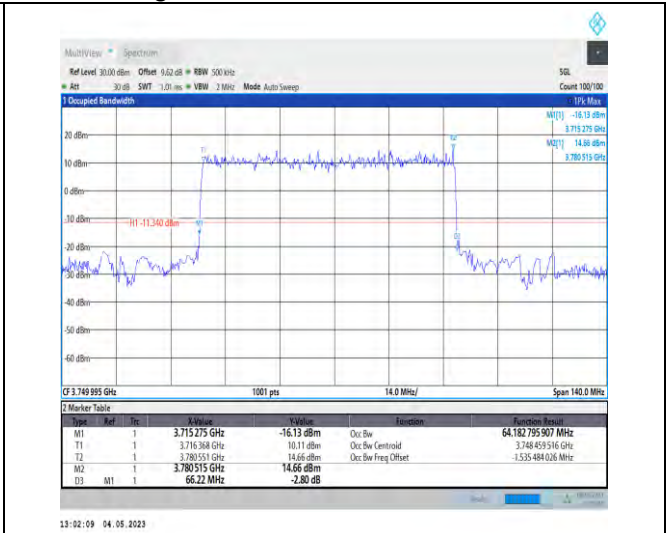 MultiView Spectrum
Ref Level 30.00 dBm Offset 9.62 dB RBW 500 kHz SGL
Att 30 dB SWT 1.01 ms VBW 2 MHz Mode Auto Sweep Count 100/100
1 Occupied Bandwidth 1Pk Max
M1[1] -16.13 dBm
3.715 275 GHz
M2[1] 14.66 dBm
3.780 515 GHz
20 dBm
10 dBm
0 dBm
-10 dBm
H1 -11.340 dBm
-20 dBm
-30 dBm
-40 dBm
-50 dBm
-60 dBm
CF 3.749 995 GHz 1001 pts 14.0 MHz/ Span 140.0 MHz
2 Marker Table
Type Ref Trc X-Value Y-Value Function Function Result
M1 1 3.715 275 GHz -16.13 dBm Occ Bw 64.182 795 907 MHz
T1 1 3.716 368 GHz 10.11 dBm Occ Bw Centroid 3.748 459 516 GHz
T2 1 3.780 551 GHz 14.66 dBm Occ Bw Freq Offset -1.535 484 026 MHz
M2 1 3.780 515 GHz 14.66 dBm
D3 M1 1 66.22 MHz -2.80 dB
13:02:09 04.05.2023